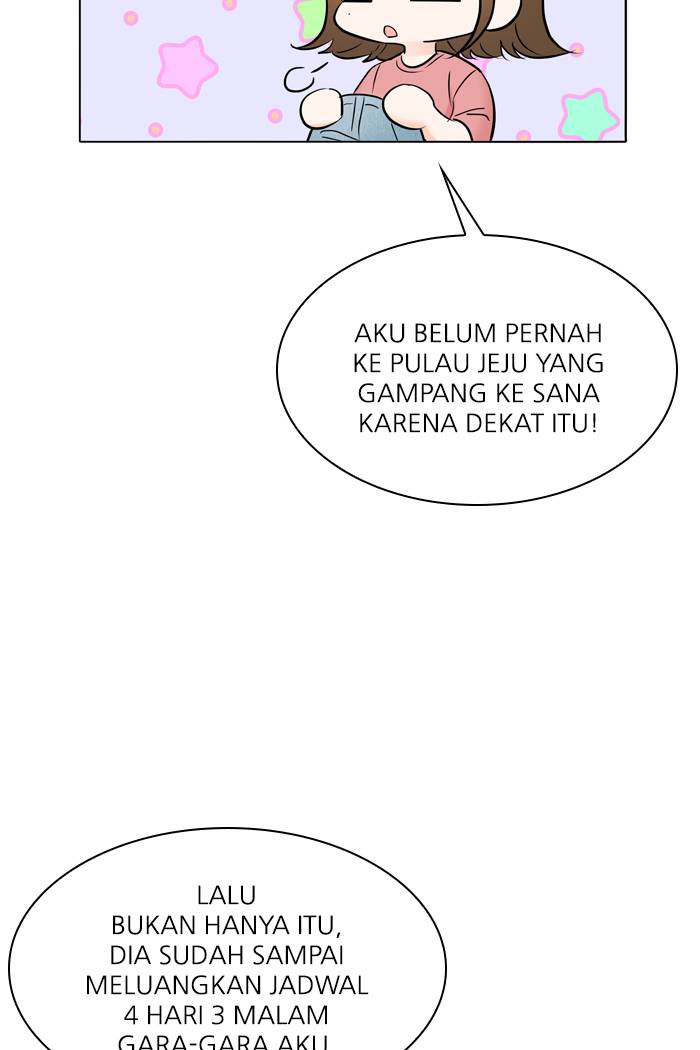 AKU BELUM PERNAH
KE PULAU JEJU YANG
GAMPANG KE SANA
KARENA DEKAT ITU!
LALU
BUKAN HANYA ITU,
DIA SUDAH SAMPAI
MELUANGKAN JADWAL
4 HARI 3 MALAM
GARA-GARA AKU